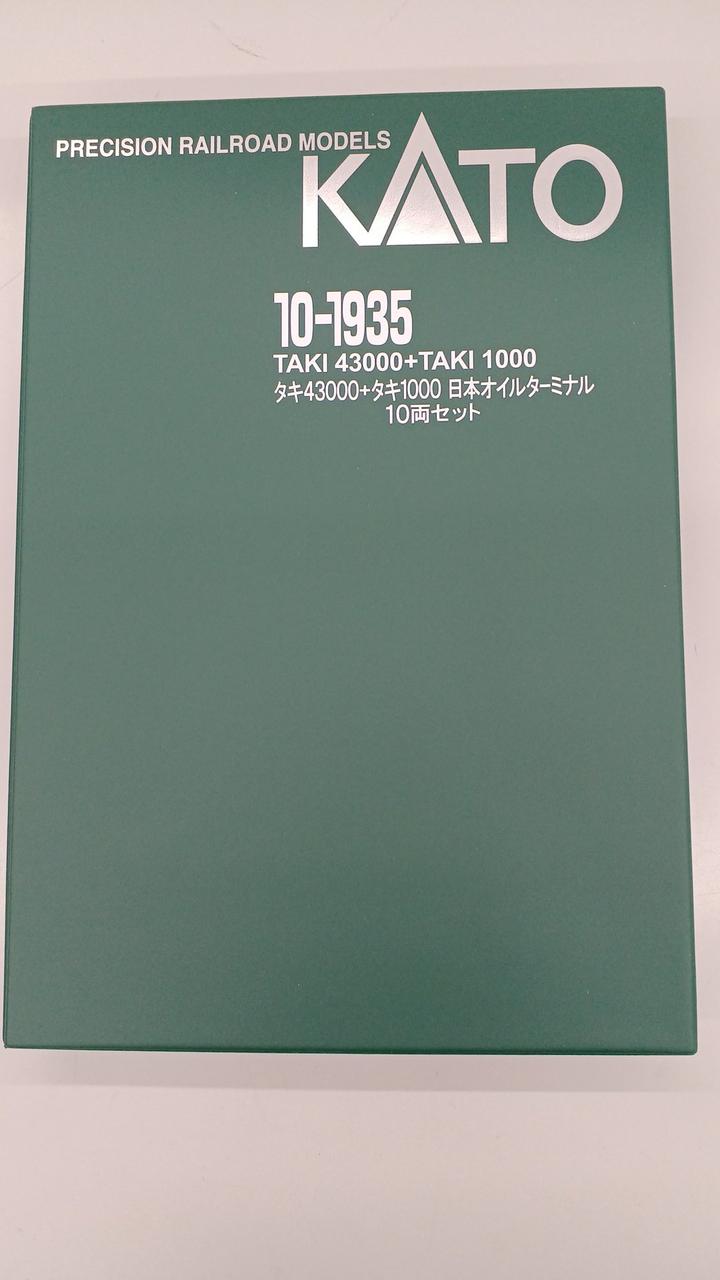 PRECISION RAILROAD MODELS
KATO
10-1935
TAKI 43000+TAKI 1000
タキ43000+タキ1000 日本オイルターミナル
10両セット